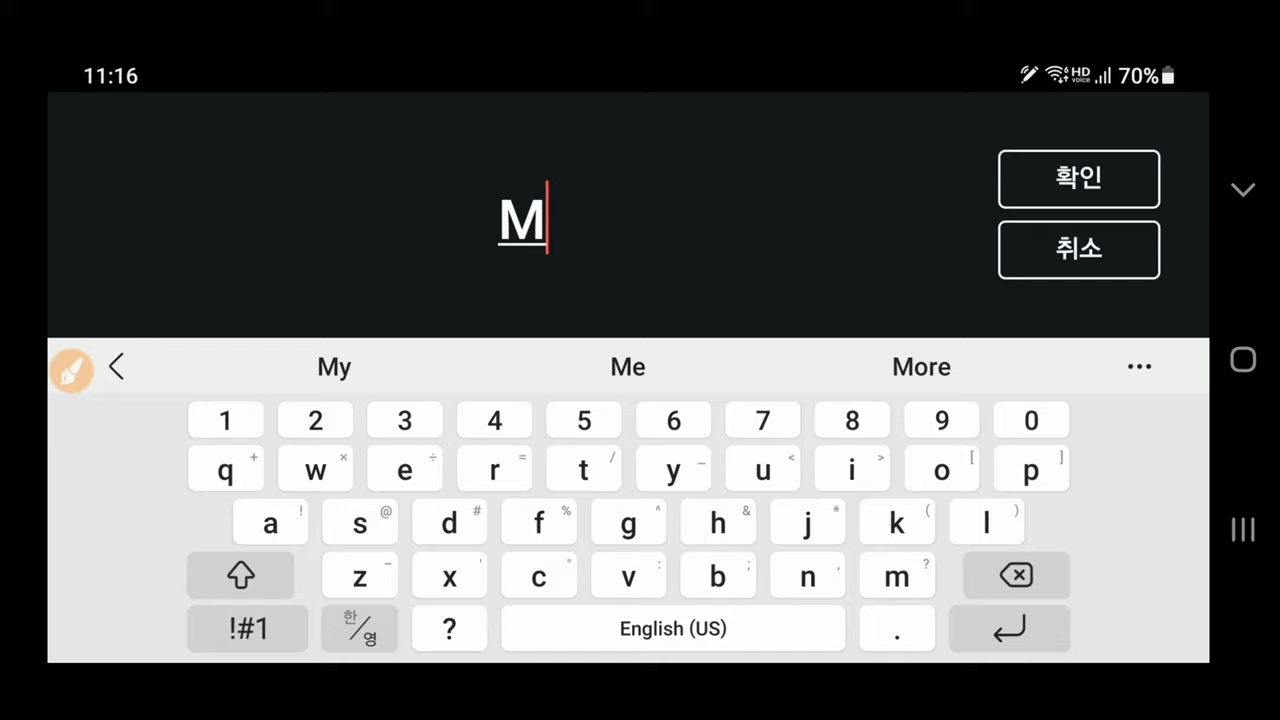 11:16 HD voice 70%
M
확인
취소
My Me More
1 2 3 4 5 6 7 8 9 0
q + w × e ÷ r = t / y _ u < i > o [ p ]
a ! s @ d # f % g ^ h & j * k ( l )
z - x ' c " v : b ; n , m ?
!#1 한/영 ? English (US) .